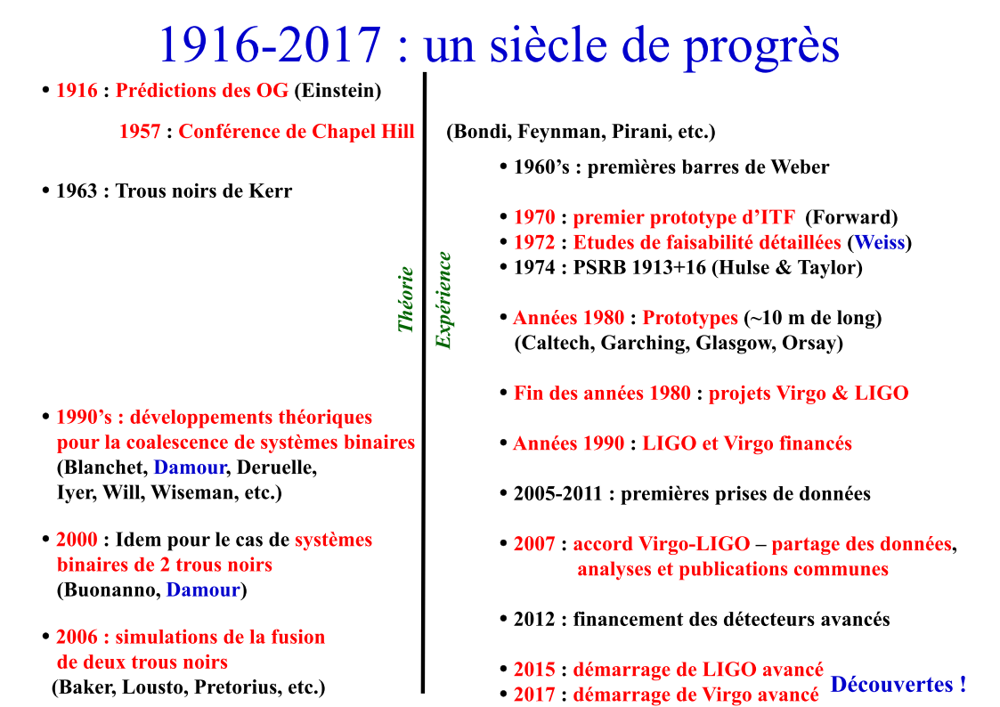 1916-2017 : un siècle de progrès
• 1916 : Prédictions des OG (Einstein)
1957 : Conférence de Chapel Hill (Bondi, Feynman, Pirani, etc.)
• 1963 : Trous noirs de Kerr
Théorie
• 1990’s : développements théoriques
pour la coalescence de systèmes binaires
(Blanchet, Damour, Deruelle,
Iyer, Will, Wiseman, etc.)
• 2000 : Idem pour le cas de systèmes
binaires de 2 trous noirs
(Buonanno, Damour)
• 2006 : simulations de la fusion
de deux trous noirs
(Baker, Lousto, Pretorius, etc.)
Expérience
• 1960’s : premìères barres de Weber
• 1970 : premier prototype d’ITF (Forward)
• 1972 : Etudes de faisabilité détaillées (Weiss)
• 1974 : PSRB 1913+16 (Hulse & Taylor)
• Années 1980 : Prototypes (~10 m de long)
(Caltech, Garching, Glasgow, Orsay)
• Fin des années 1980 : projets Virgo & LIGO
• Années 1990 : LIGO et Virgo financés
• 2005-2011 : premières prises de données
• 2007 : accord Virgo-LIGO – partage des données,
analyses et publications communes
• 2012 : financement des détecteurs avancés
• 2015 : démarrage de LIGO avancé
• 2017 : démarrage de Virgo avancé
Découvertes !